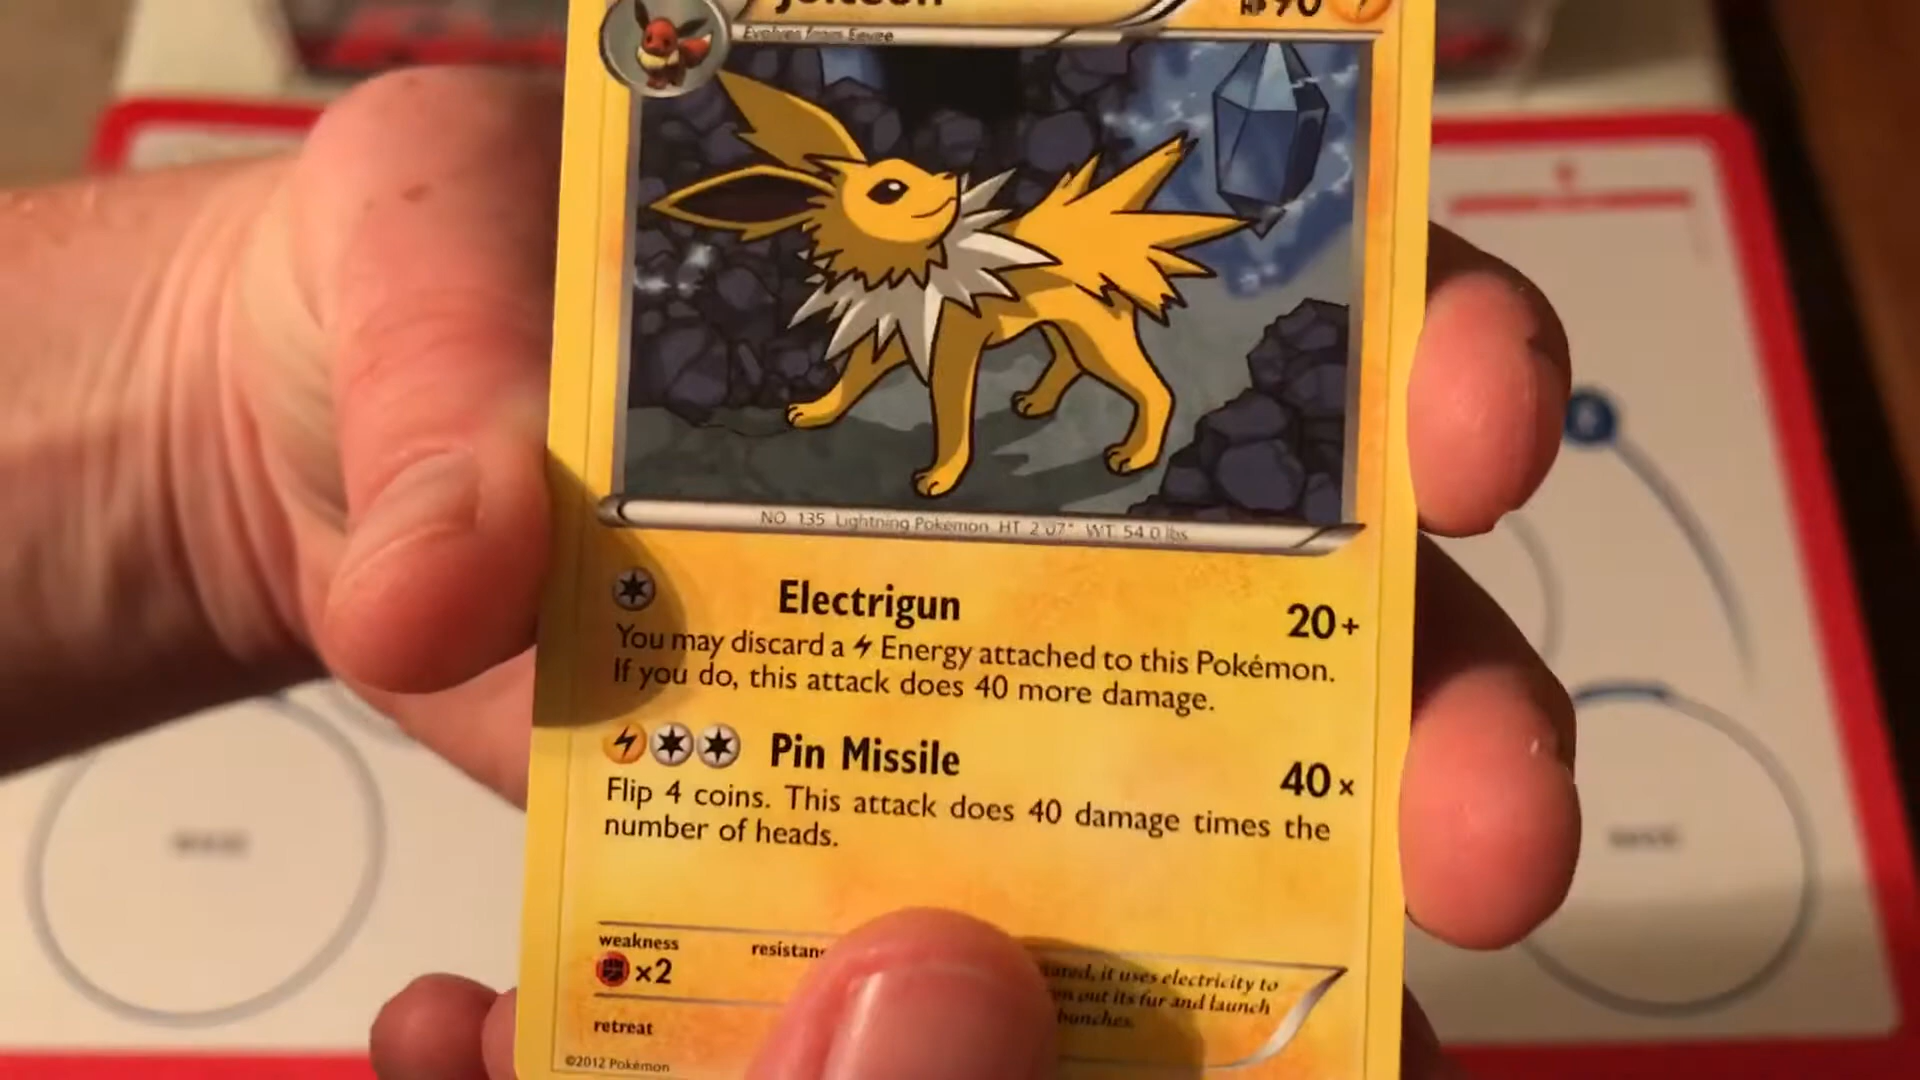 Jolteon HP 90
Evolves from Eevee
NO. 135 Lightning Pokémon HT: 2'07" WT: 54.0 lbs
Electrigun 20+
You may discard a Energy attached to this Pokémon.
If you do, this attack does 40 more damage.
Pin Missile 40×
Flip 4 coins. This attack does 40 damage times the
number of heads.
weakness
×2
it uses electricity to
out its fur and launch
bunches.
retreat
©2012 Pokémon